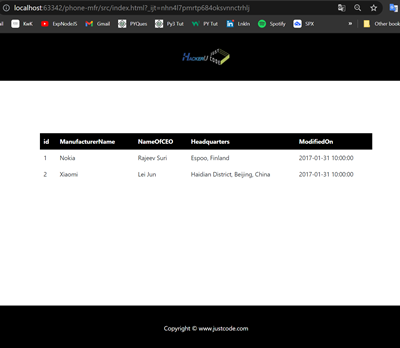 localhost:63342/phone-mfr/src/index.html?_ijt=nhn4l7pmrtp684oksvnnctrhlj
KwK ExpNodeJS Gmail PYQues Py3 Tut PY Tut LnkIn Spotify SPX » Other book
id ManufacturerName NameOfCEO Headquarters ModifiedOn
1 Nokia Rajeev Suri Espoo, Finland 2017-01-31 10:00:00
2 Xiaomi Lei Jun Haidian District, Beijing, China 2017-01-31 10:00:00
Copyright © www.justcode.com